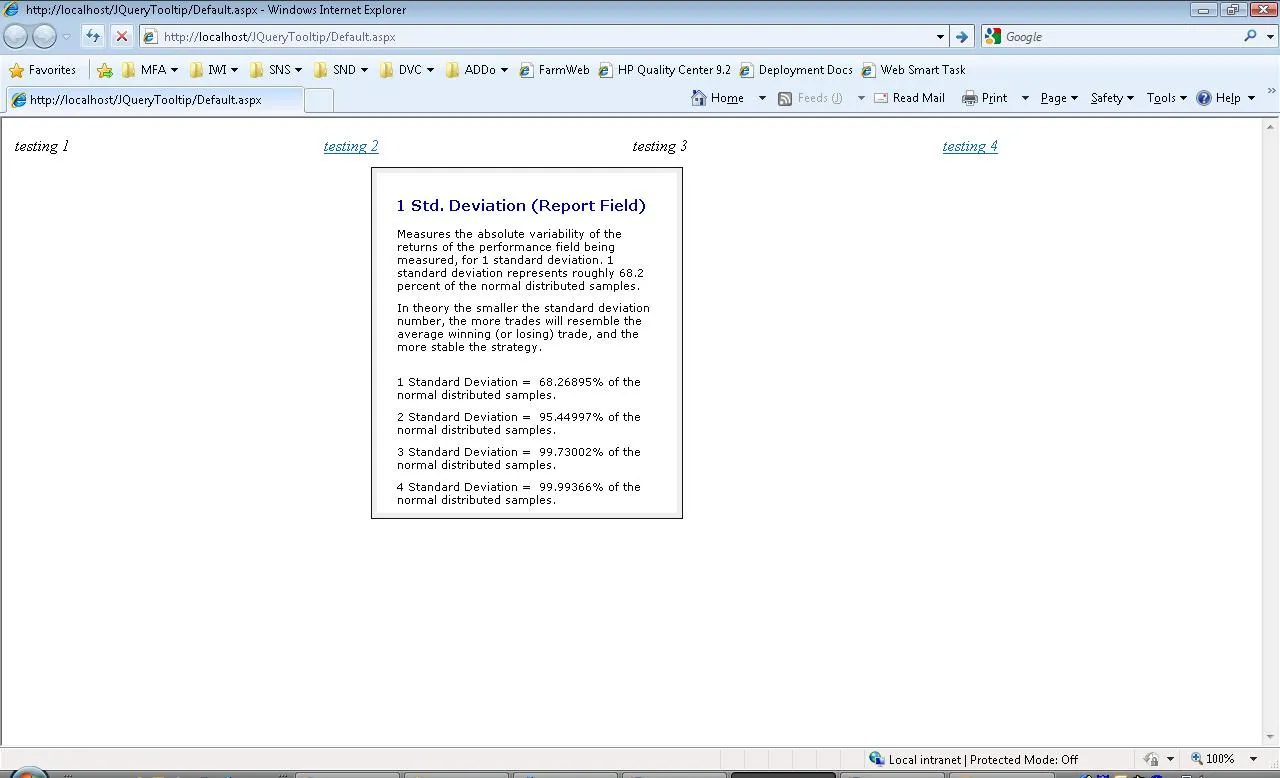 http://localhost/JQueryTooltip/Default.aspx - Windows Internet Explorer
http://localhost/JQueryTooltip/Default.aspx
Google
Favorites MFA IWI SNS SND DVC ADDo FarmWeb HP Quality Center 9.2 Deployment Docs Web Smart Task
http://localhost/JQueryTooltip/Default.aspx Home Feeds (J) Read Mail Print Page Safety Tools Help
testing 1 testing 2 testing 3 testing 4
1 Std. Deviation (Report Field)
Measures the absolute variability of the
returns of the performance field being
measured, for 1 standard deviation. 1
standard deviation represents roughly 68.2
percent of the normal distributed samples.
In theory the smaller the standard deviation
number, the more trades will resemble the
average winning (or losing) trade, and the
more stable the strategy.
1 Standard Deviation =  68.26895% of the
normal distributed samples.
2 Standard Deviation =  95.44997% of the
normal distributed samples.
3 Standard Deviation =  99.73002% of the
normal distributed samples.
4 Standard Deviation =  99.99366% of the
normal distributed samples.
Local intranet | Protected Mode: Off 100%